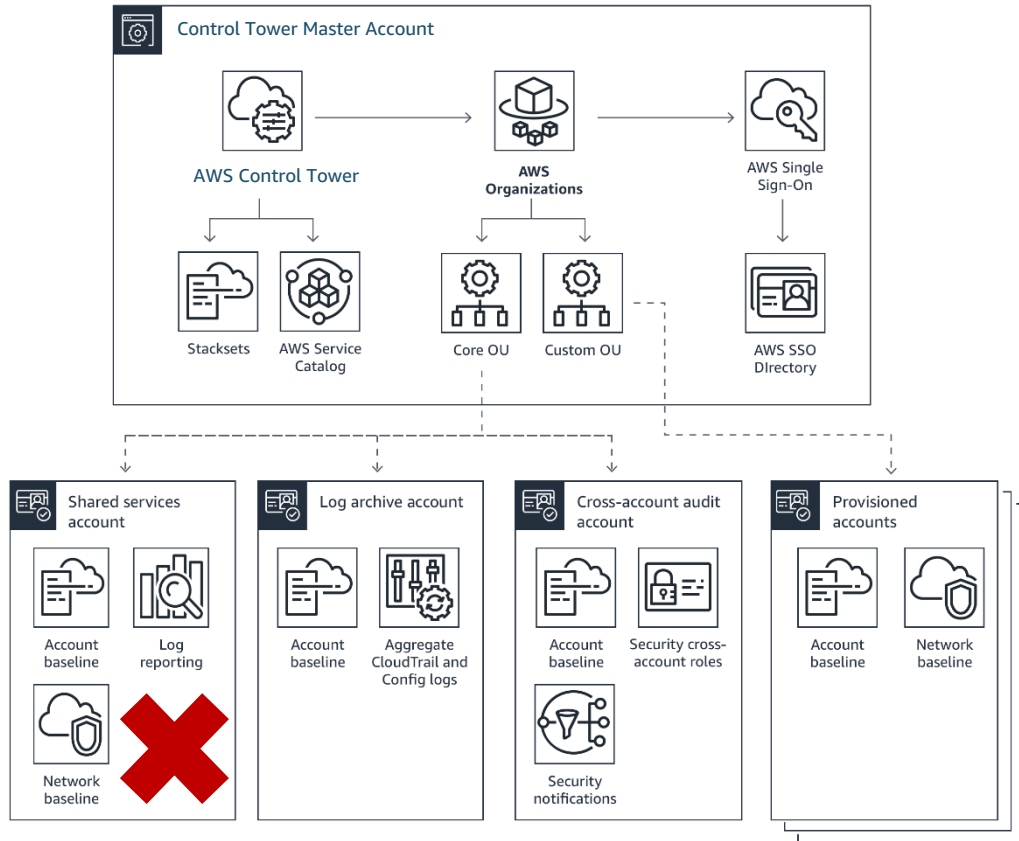 Control Tower Master Account
AWS Control Tower
AWS
Organizations
AWS Single
Sign-On
Stacksets
AWS Service
Catalog
Core OU
Custom OU
AWS SSO
DIrectory
Shared services
account
Account
baseline
Log
reporting
Network
baseline
Log archive account
Account
baseline
Aggregate
CloudTrail and
Config logs
Cross-account audit
account
Account
baseline
Security cross-
account roles
Security
notifications
Provisioned
accounts
Account
baseline
Network
baseline